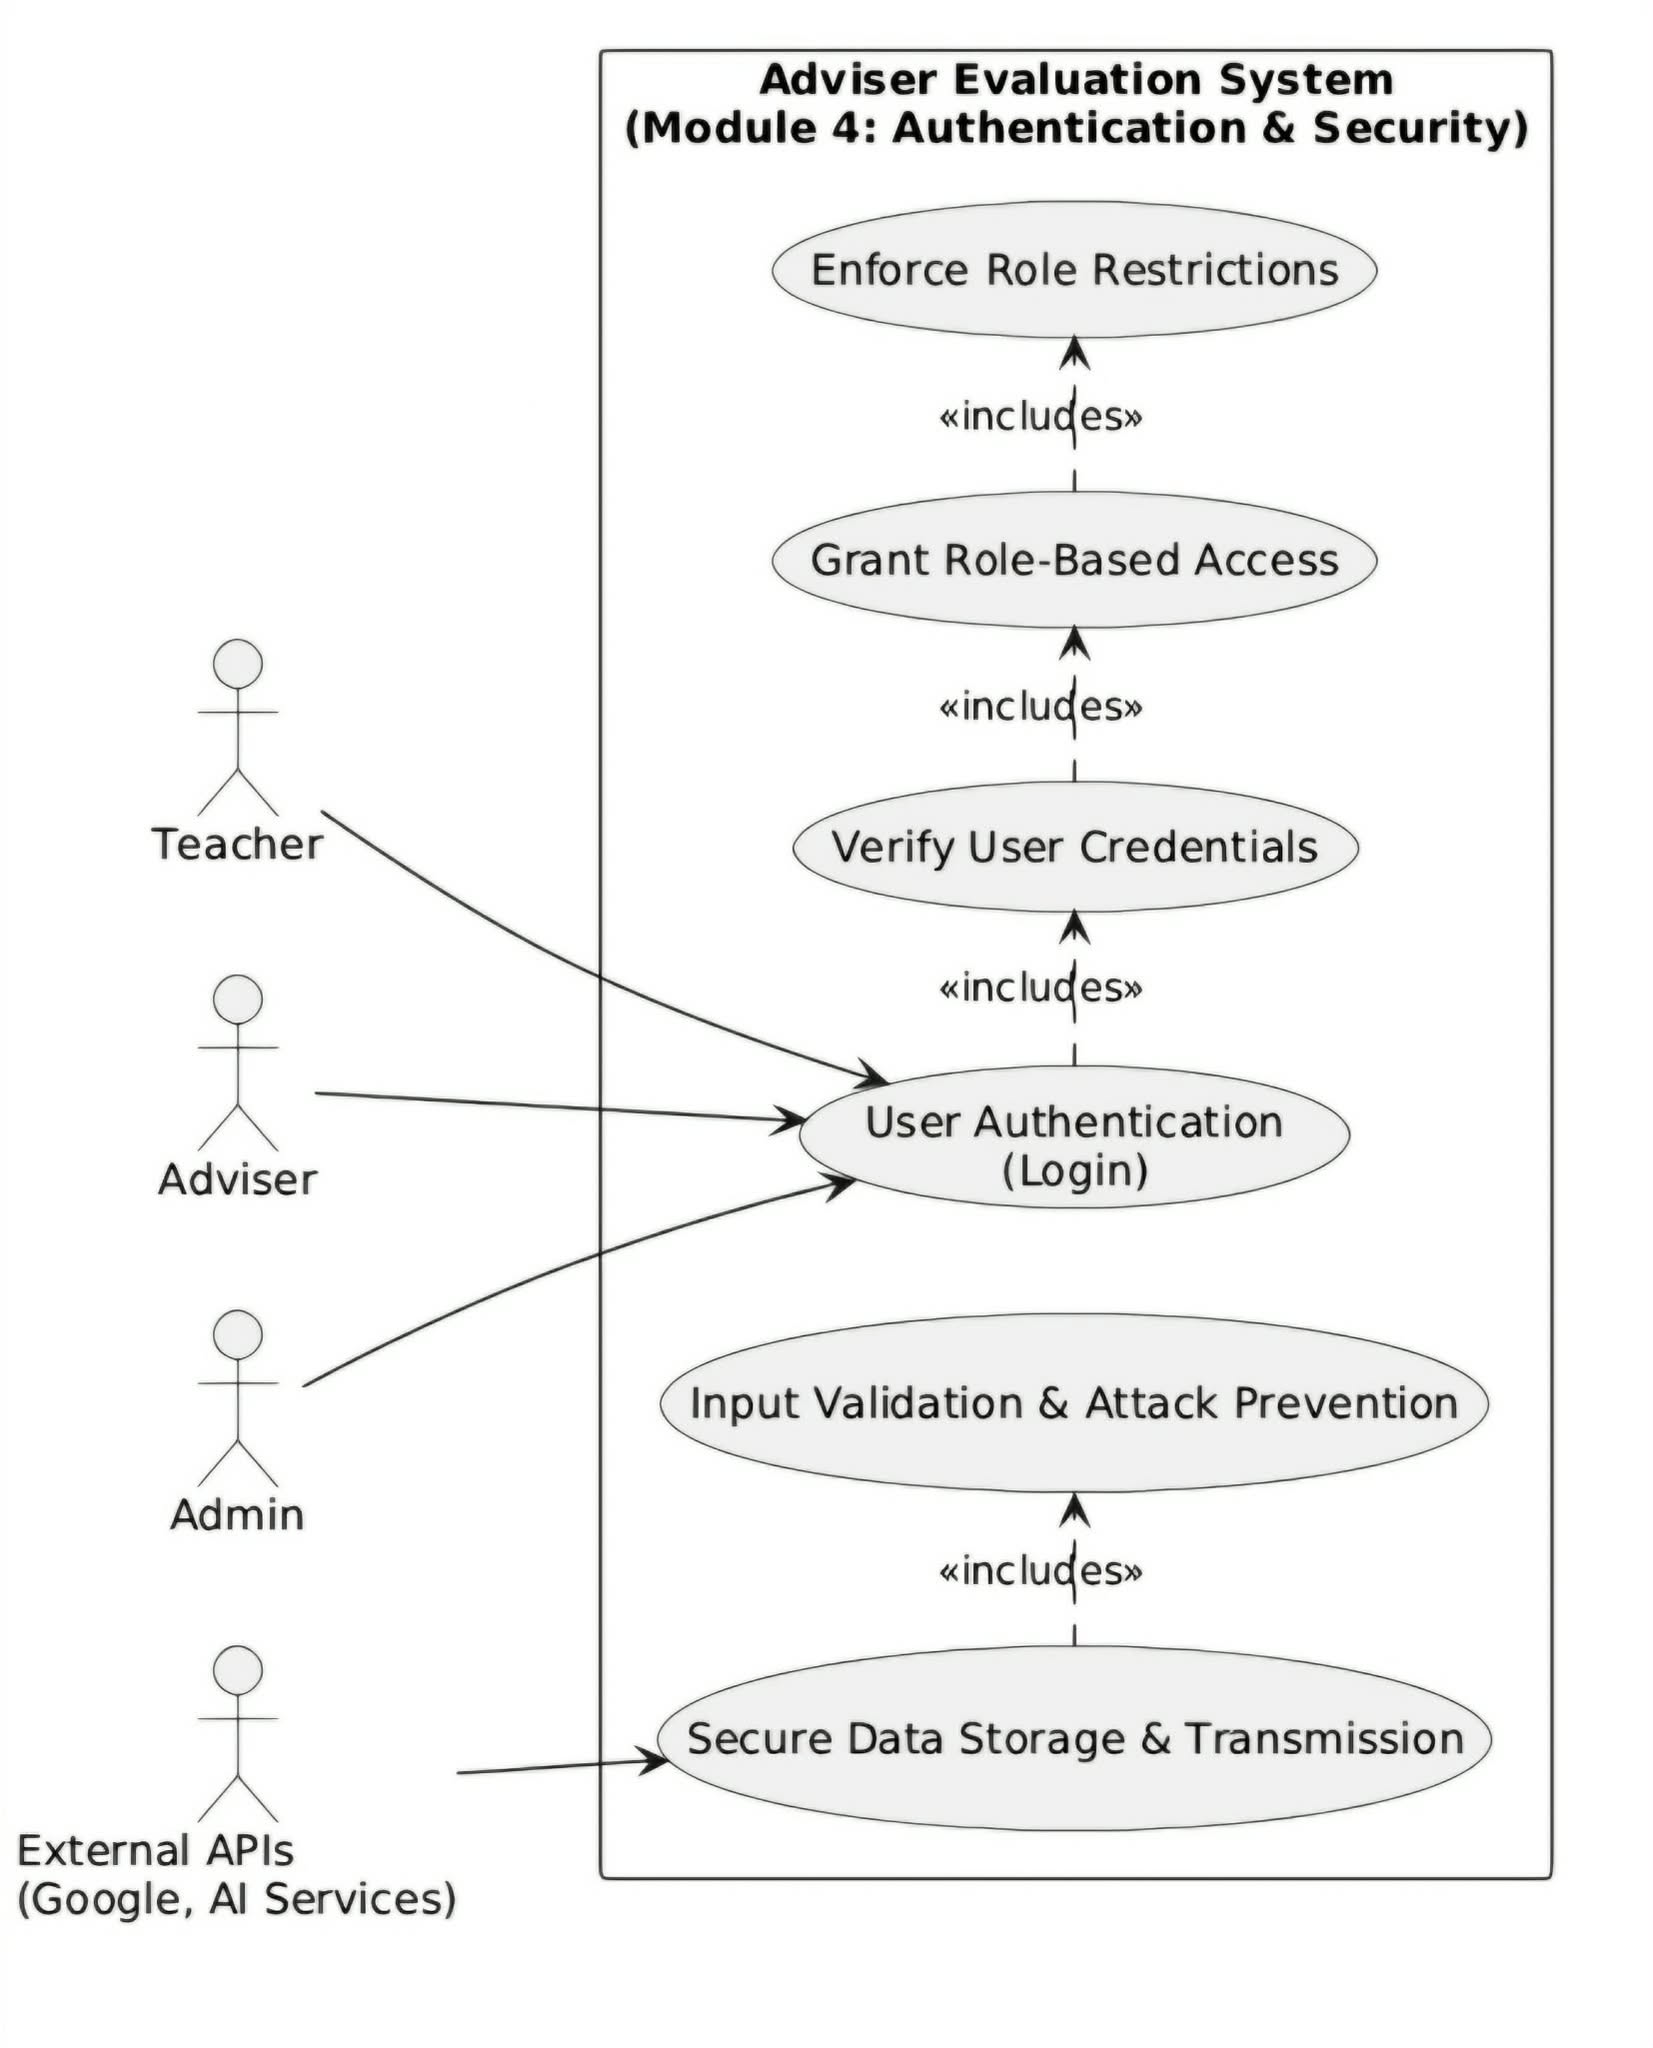 Adviser Evaluation System
(Module 4: Authentication & Security)
Enforce Role Restrictions
«includes»
Grant Role-Based Access
«includes»
Verify User Credentials
«includes»
User Authentication
(Login)
Input Validation & Attack Prevention
«includes»
Secure Data Storage & Transmission
Teacher
Adviser
Admin
External APIs
(Google, AI Services)